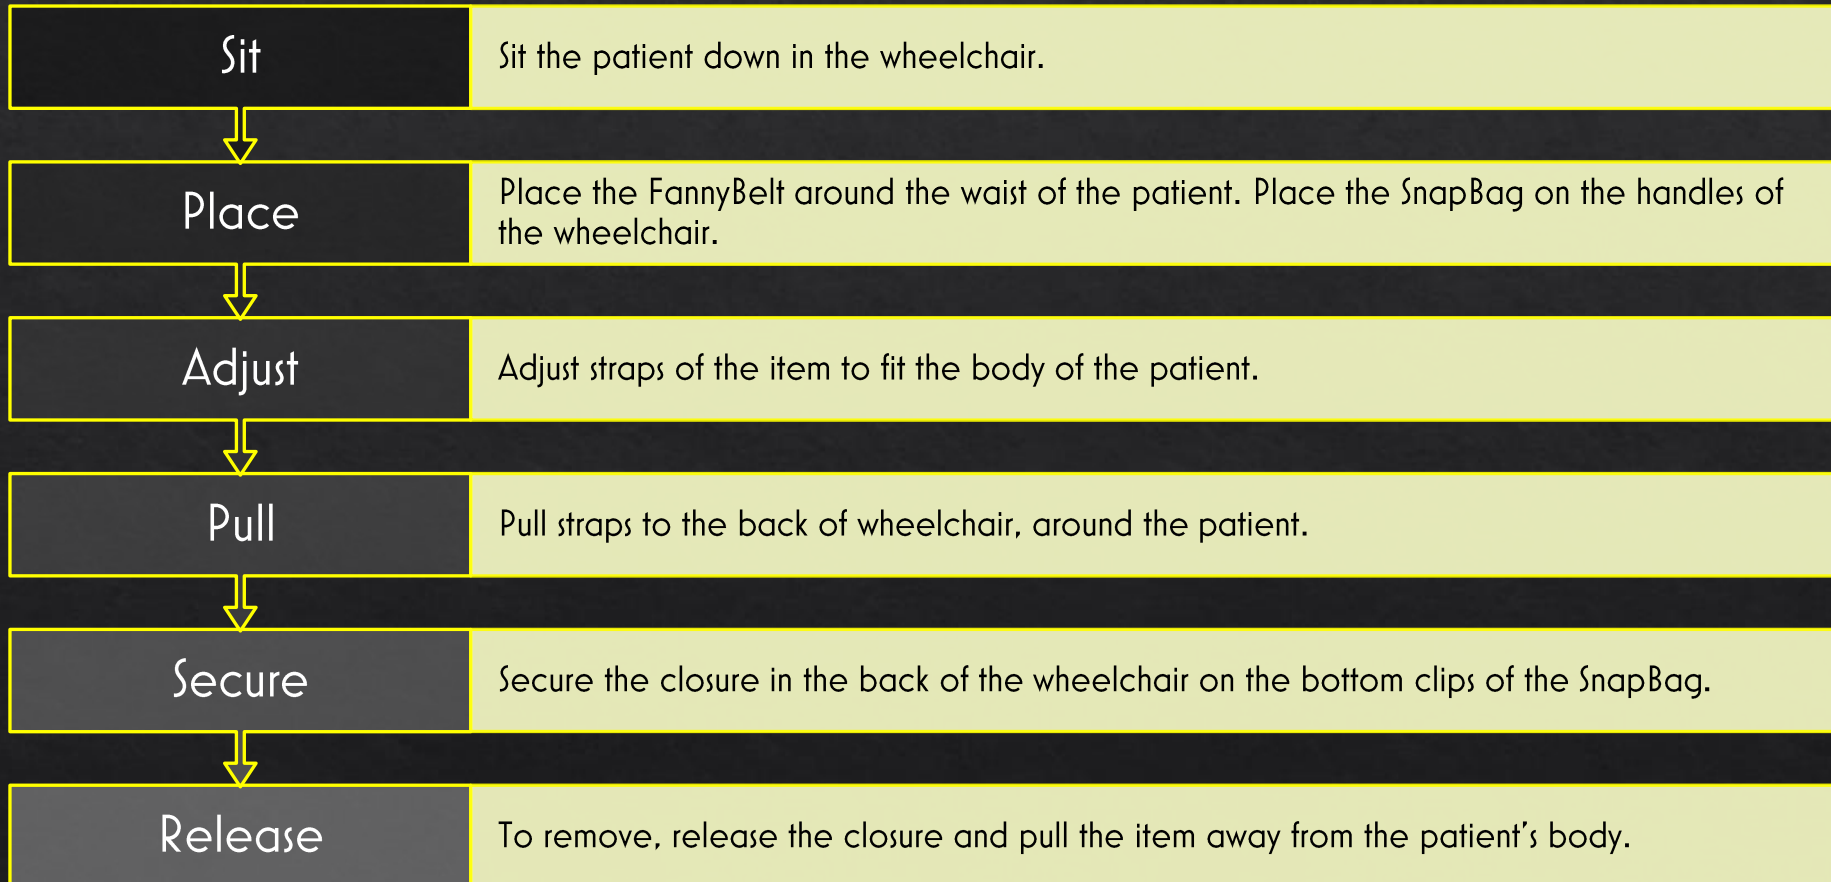 Sit
Sit the patient down in the wheelchair.
Place
Place the FannyBelt around the waist of the patient. Place the SnapBag on the handles of
the wheelchair.
Adjust
Adjust straps of the item to fit the body of the patient.
Pull
Pull straps to the back of wheelchair, around the patient.
Secure
Secure the closure in the back of the wheelchair on the bottom clips of the SnapBag.
Release
To remove, release the closure and pull the item away from the patient’s body.